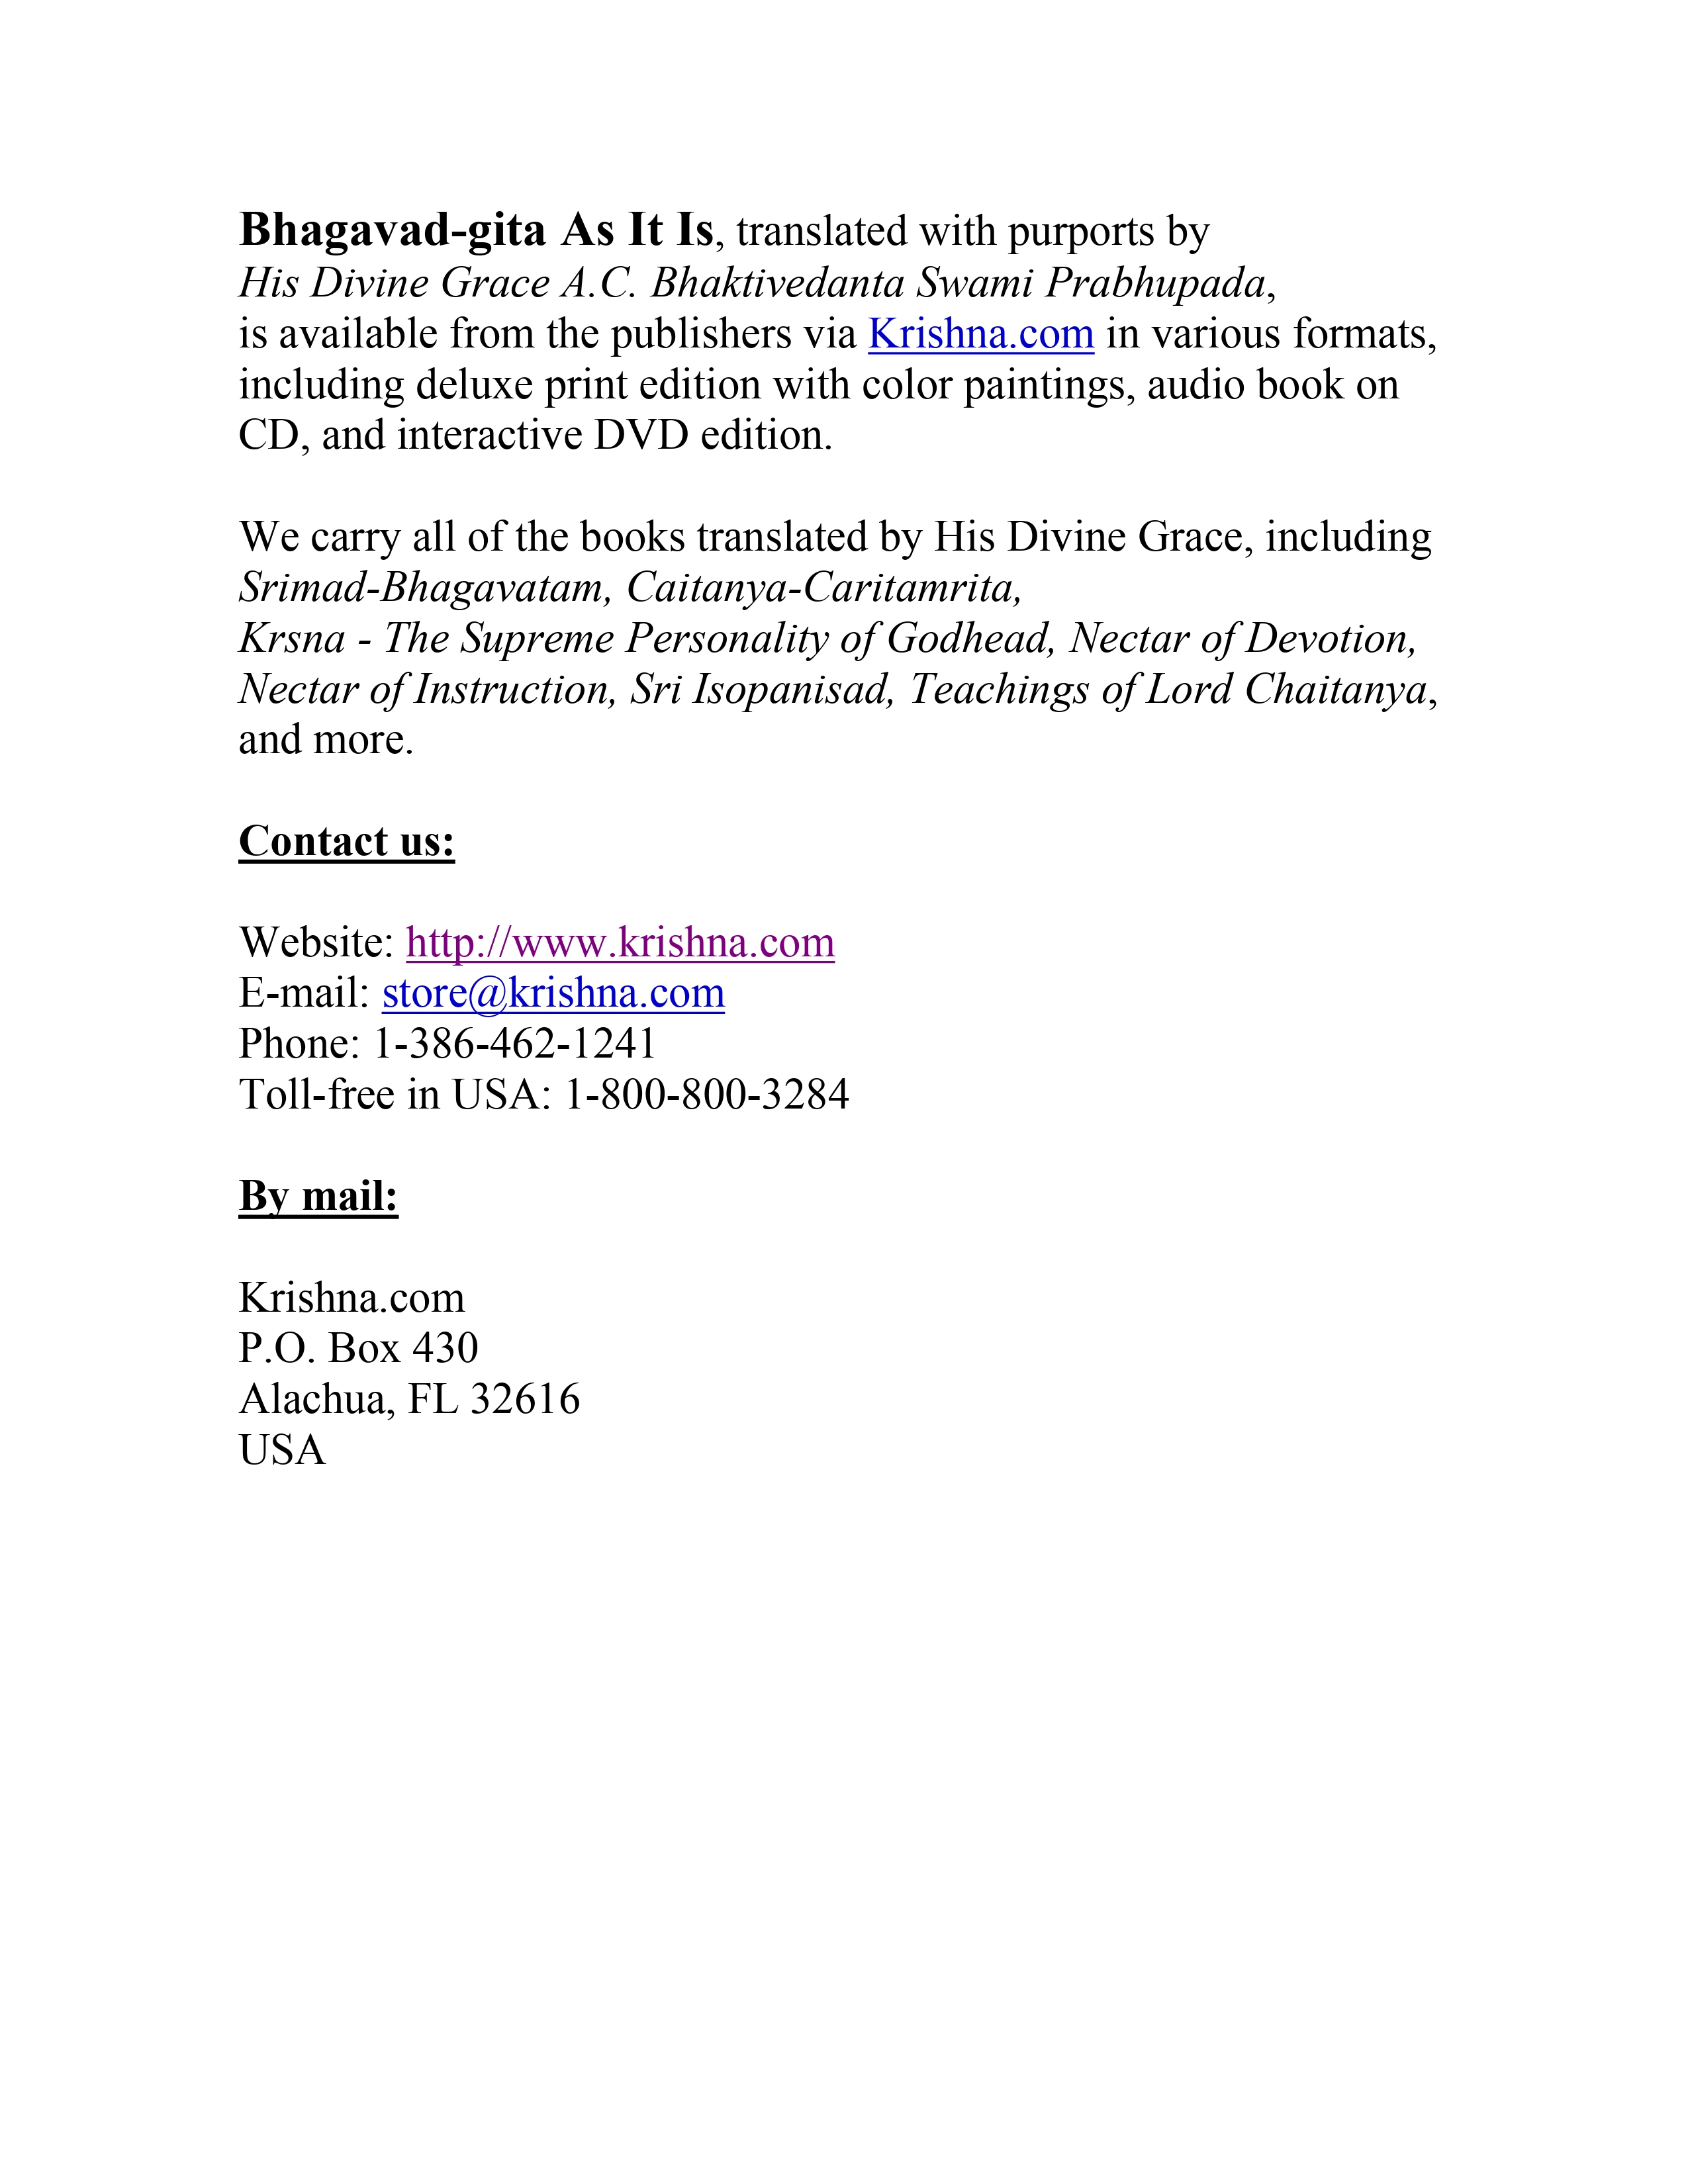 Bhagavad-gita As It Is, translated with purports by
His Divine Grace A.C. Bhaktivedanta Swami Prabhupada,
is available from the publishers via Krishna.com in various formats,
including deluxe print edition with color paintings, audio book on
CD, and interactive DVD edition.
We carry all of the books translated by His Divine Grace, including
Srimad-Bhagavatam, Caitanya-Caritamrita,
Krsna - The Supreme Personality of Godhead, Nectar of Devotion,
Nectar of Instruction, Sri Isopanisad, Teachings of Lord Chaitanya,
and more.
Contact us:
Website: http://www.krishna.com
E-mail: store@krishna.com
Phone: 1-386-462-1241
Toll-free in USA: 1-800-800-3284
By mail:
Krishna.com
P.O. Box 430
Alachua, FL 32616
USA